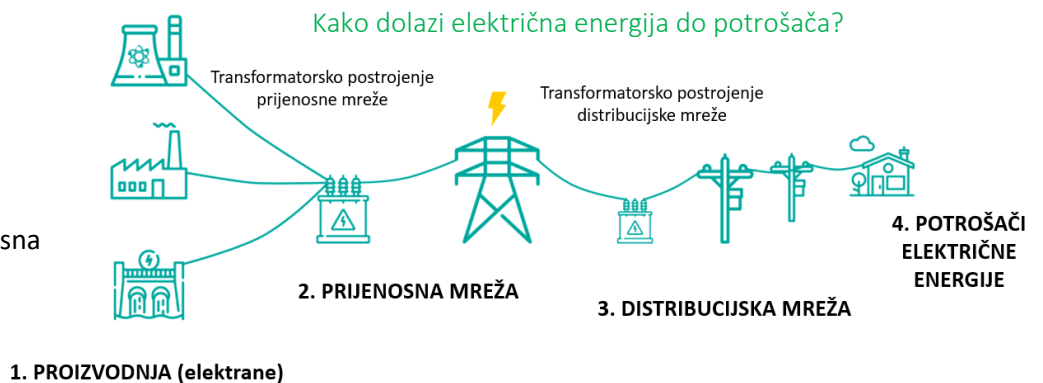 Kako dolazi električna energija do potrošača?
Transformatorsko postrojenje
prijenosne mreže
Transformatorsko postrojenje
distribucijske mreže
sna
4. POTROŠAČI
ELEKTRIČNE
ENERGIJE
2. PRIJENOSNA MREŽA
3. DISTRIBUCIJSKA MREŽA
1. PROIZVODNJA (elektrane)